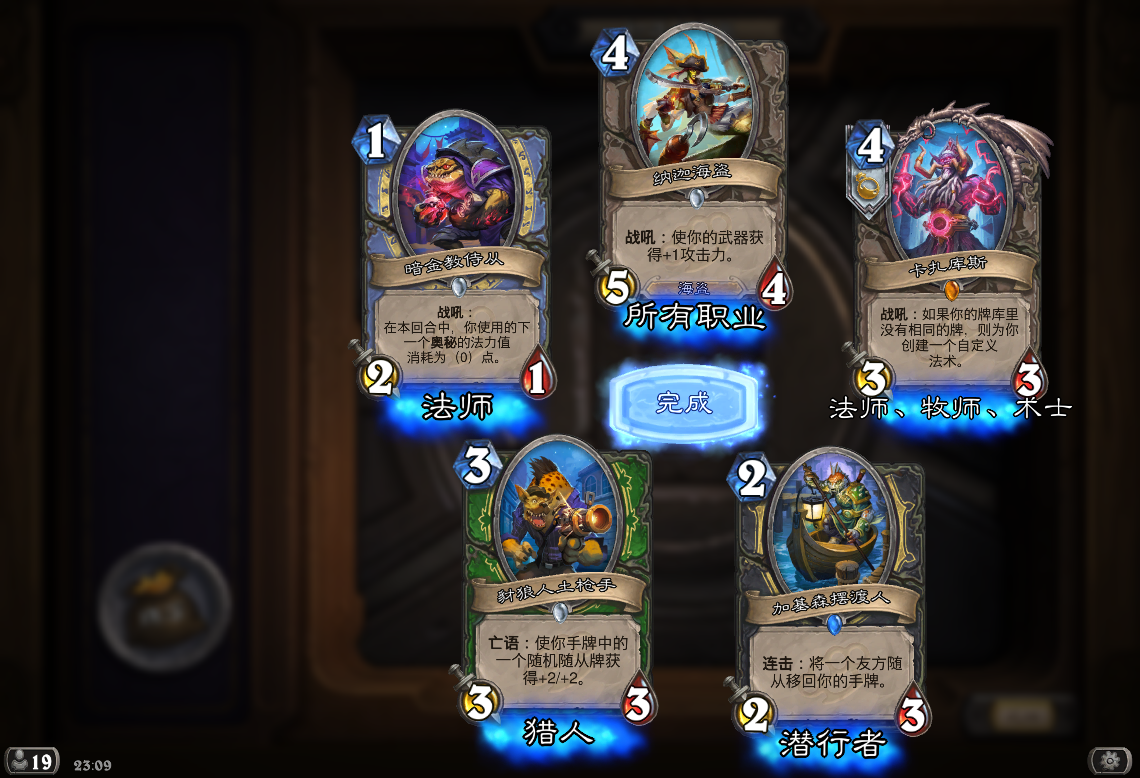 4
纳迦海盗
战吼：使你的武器获
得+1攻击力。
海盗
5
4
所有职业
1
暗金教侍从
战吼：
在本回合中，你使用的下
一个奥秘的法力值
消耗为（0）点。
2
1
法师
4
卡扎库斯
战吼：如果你的牌库里
没有相同的牌，则为你
创建一个自定义
法术。
3
3
法师、牧师、术士
完成
3
豺狼人土枪手
亡语：使你手牌中的
一个随机随从牌获
得+2/+2。
3
3
猎人
2
加基森摆渡人
连击：将一个友方随
从移回你的手牌。
2
3
潜行者
19
23:09